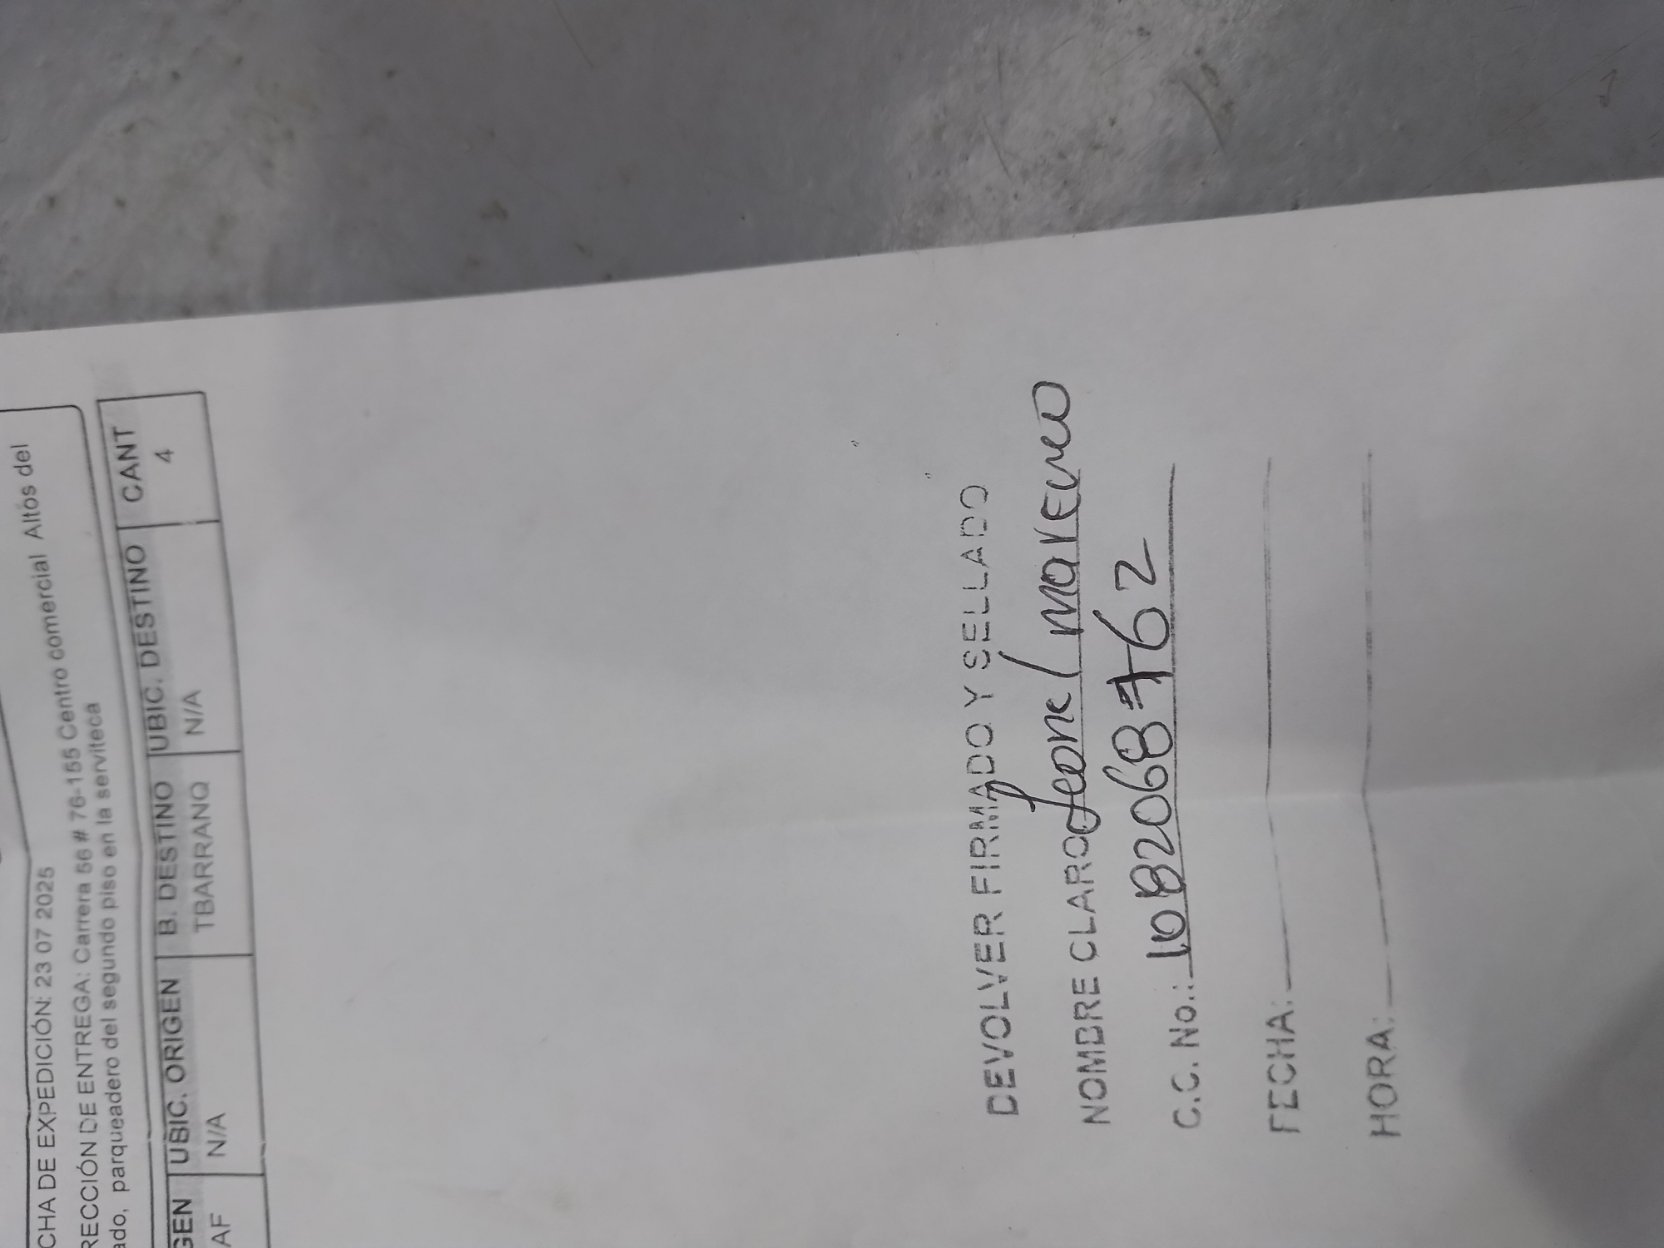 CHA DE EXPEDICIÓN: 23 07 2025
RECCIÓN DE ENTREGA: Carrera 56 # 76-155 Centro comercial Altos del
ado, parqueadero del segundo piso en la serviteca
GEN UBIC. ORIGEN B. DESTINO UBIC. DESTINO CANT
AF N/A TBARRANQ N/A 4
DEVOLVER FIRMADO Y SELLADO
NOMBRE CLARO Leonel Mareno
C.C. No.: 1082068762
FECHA:
HORA: